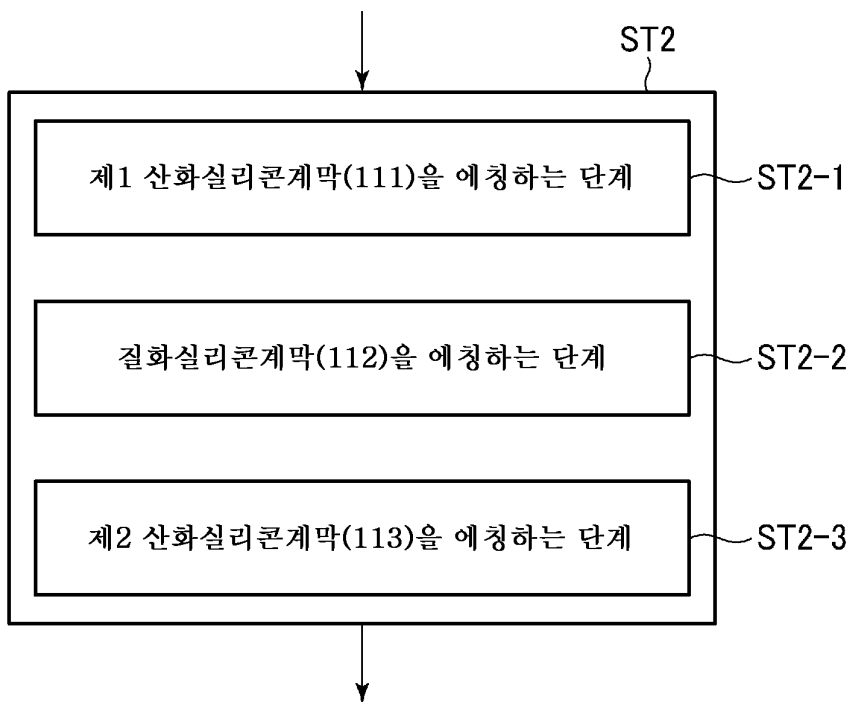 ST2
제1 산화실리콘계막(111)을 에칭하는 단계
ST2-1
질화실리콘계막(112)을 에칭하는 단계
ST2-2
제2 산화실리콘계막(113)을 에칭하는 단계
ST2-3